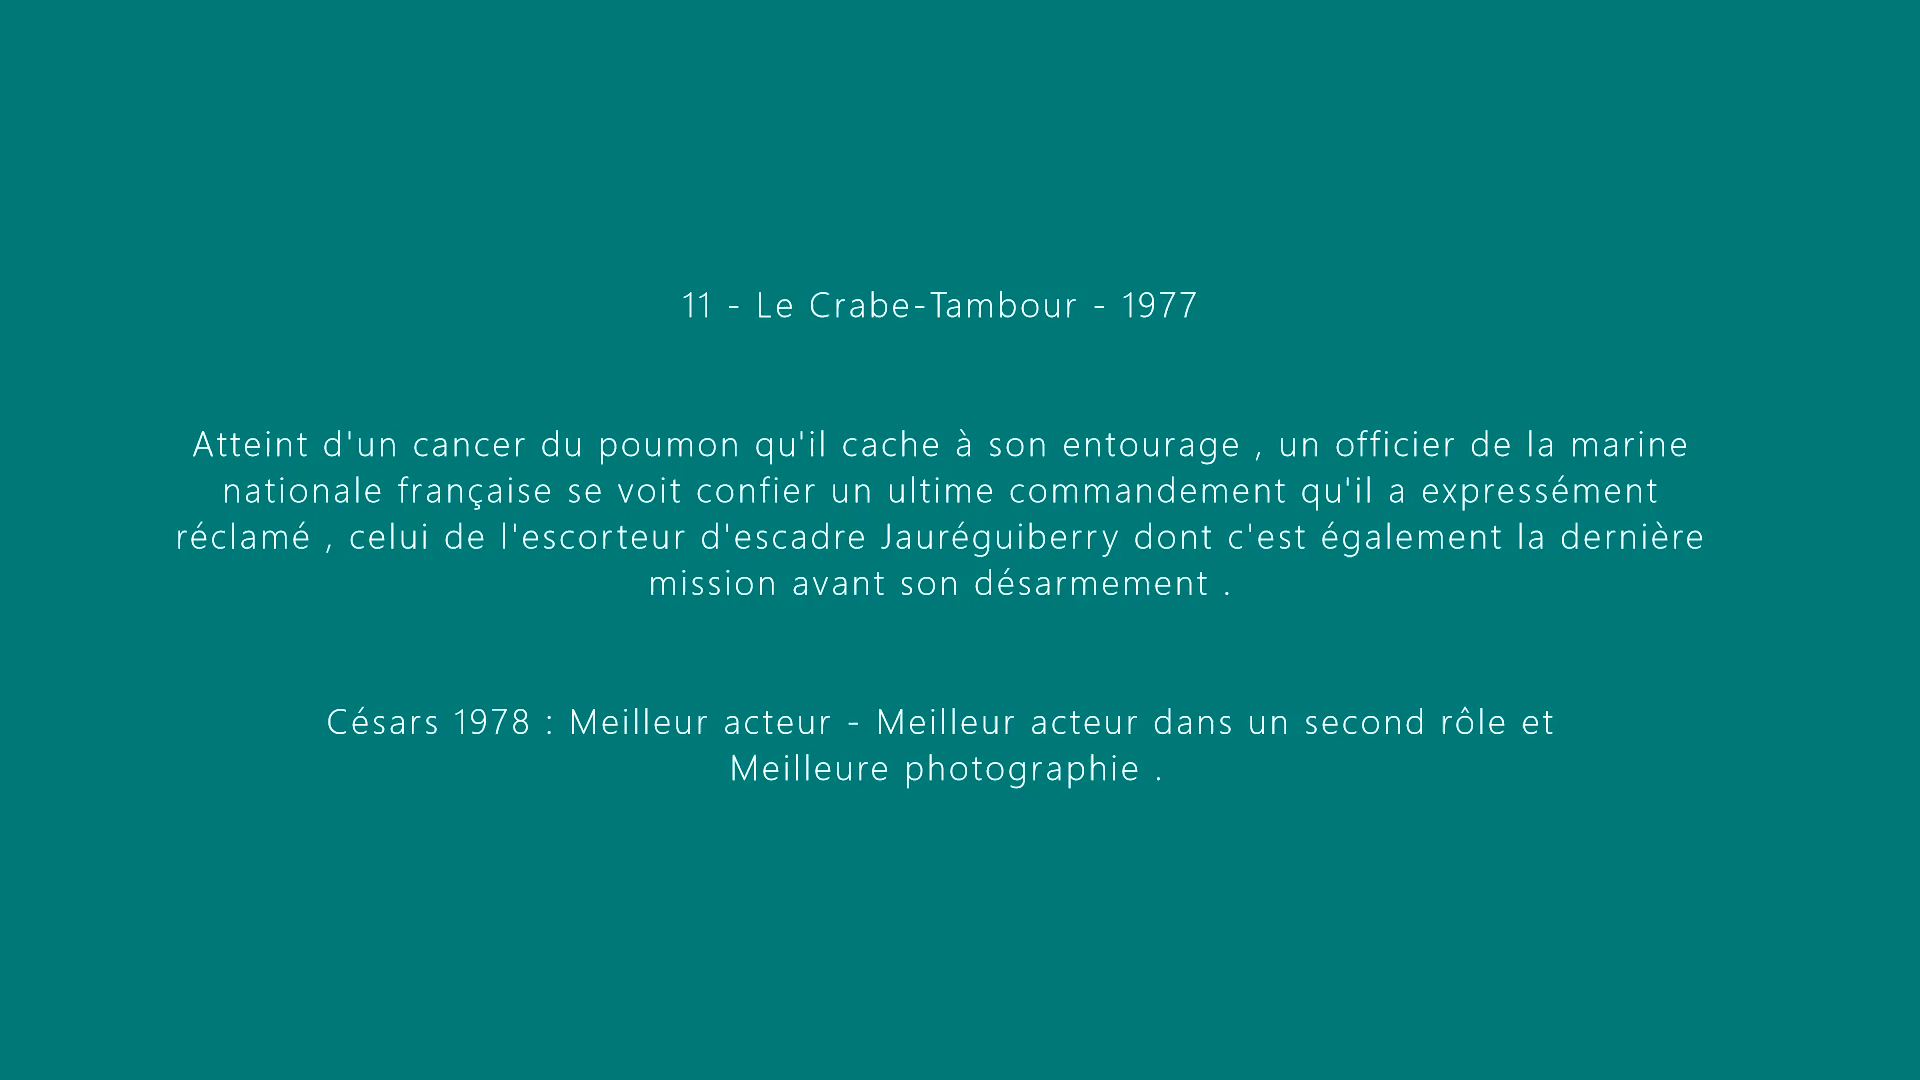 11 - Le Crabe-Tambour - 1977
Atteint d'un cancer du poumon qu'il cache à son entourage , un officier de la marine
nationale française se voit confier un ultime commandement qu'il a expressément
réclamé , celui de l'escorteur d'escadre Jauréguiberry dont c'est également la dernière
mission avant son désarmement .
Césars 1978 : Meilleur acteur - Meilleur acteur dans un second rôle et
Meilleure photographie .